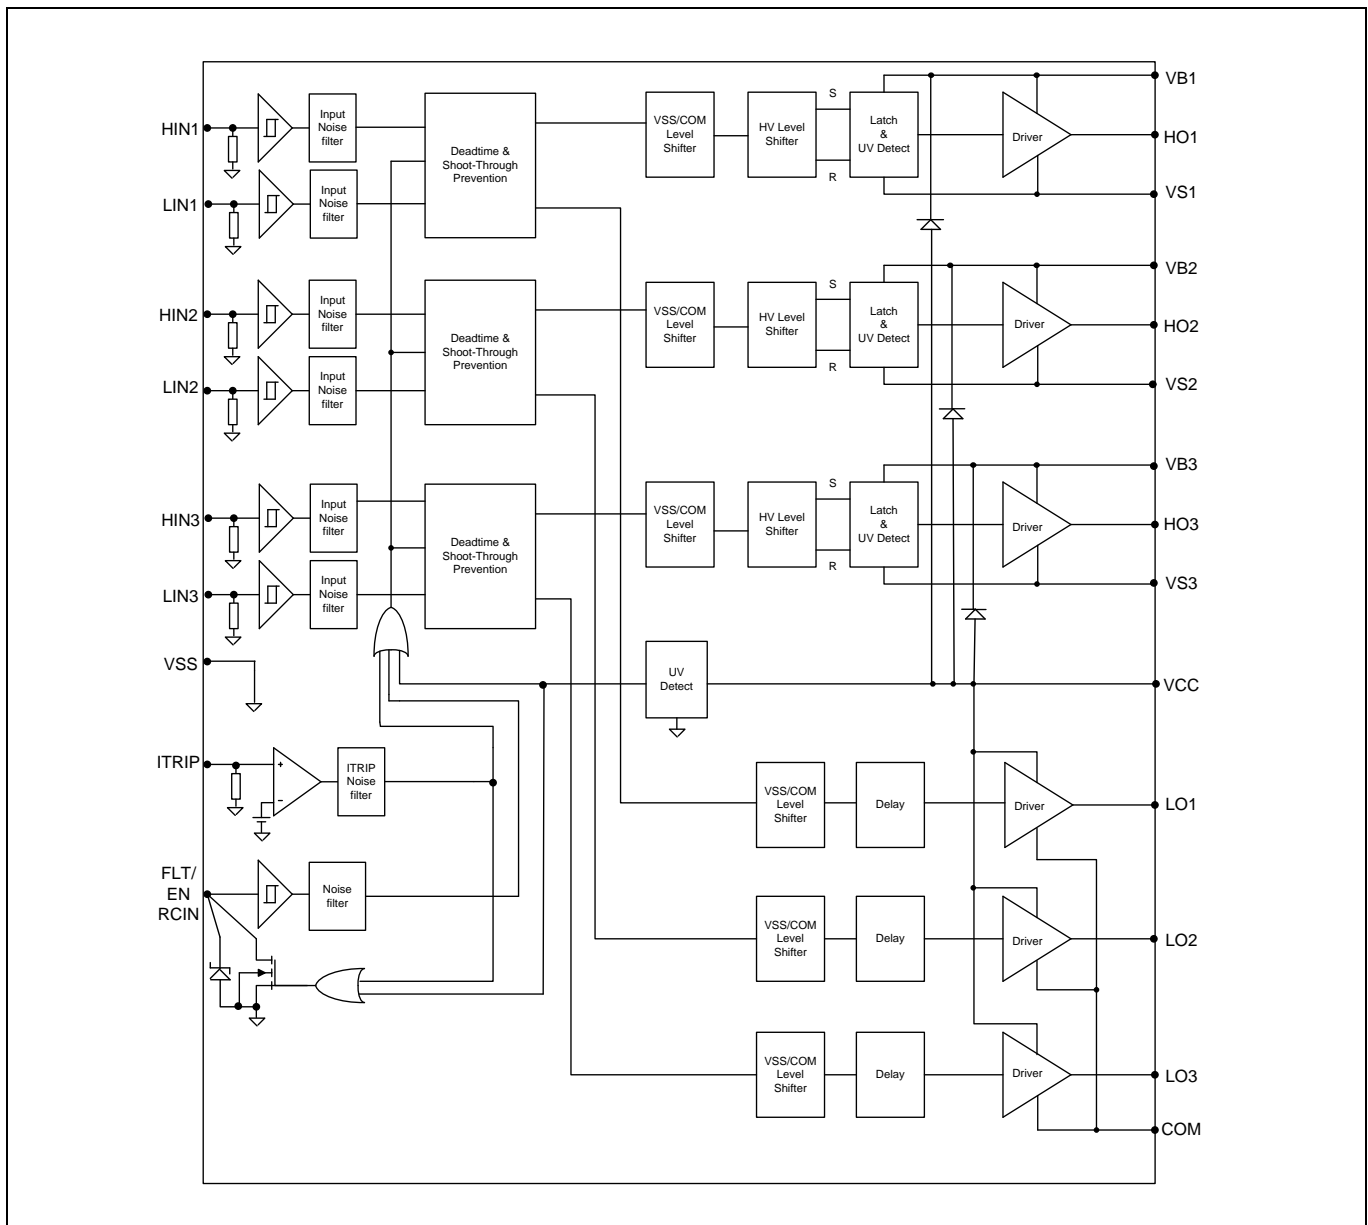 VB1
HIN1
Input
Noise
filter
Deadtime &
Shoot-Through
Prevention
VSS/COM
Level
Shifter
HV Level
Shifter
S
R
Latch
&
UV Detect
Driver
HO1
LIN1
Input
Noise
filter
VS1
VB2
HIN2
Input
Noise
filter
Deadtime &
Shoot-Through
Prevention
VSS/COM
Level
Shifter
HV Level
Shifter
S
R
Latch
&
UV Detect
Driver
HO2
LIN2
Input
Noise
filter
VS2
VB3
HIN3
Input
Noise
filter
Deadtime &
Shoot-Through
Prevention
VSS/COM
Level
Shifter
HV Level
Shifter
S
R
Latch
&
UV Detect
Driver
HO3
LIN3
Input
Noise
filter
VS3
VSS
UV
Detect
VCC
ITRIP
+
-
ITRIP
Noise
filter
VSS/COM
Level
Shifter
Delay
Driver
LO1
FLT/
EN
RCIN
Noise
filter
VSS/COM
Level
Shifter
Delay
Driver
LO2
VSS/COM
Level
Shifter
Delay
Driver
LO3
COM